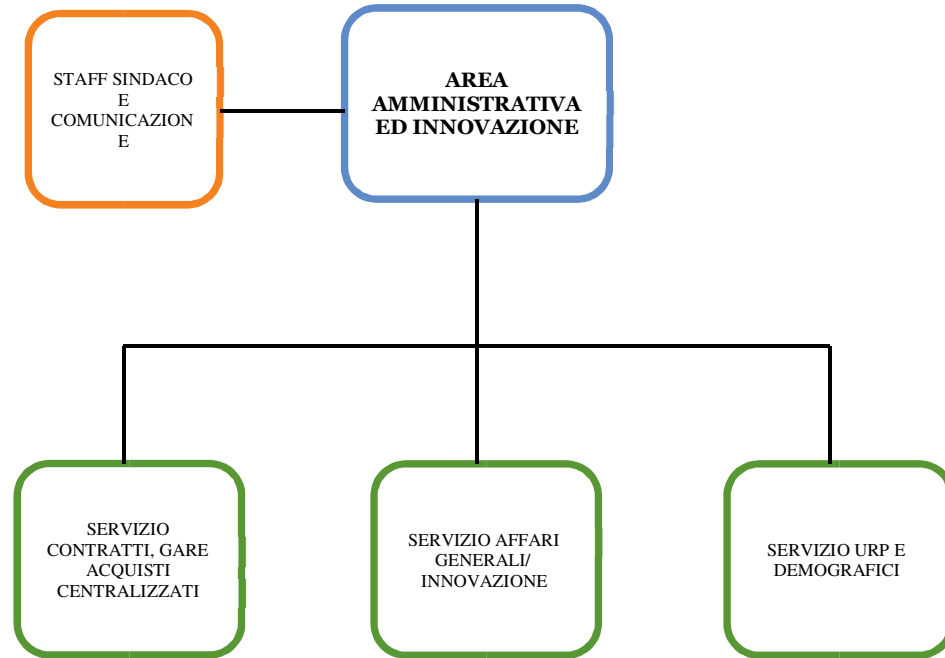 STAFF SINDACO
E
COMUNICAZION
E
AREA
AMMINISTRATIVA
ED INNOVAZIONE
SERVIZIO
CONTRATTI, GARE
ACQUISTI
CENTRALIZZATI
SERVIZIO AFFARI
GENERALI/
INNOVAZIONE
SERVIZIO URP E
DEMOGRAFICI